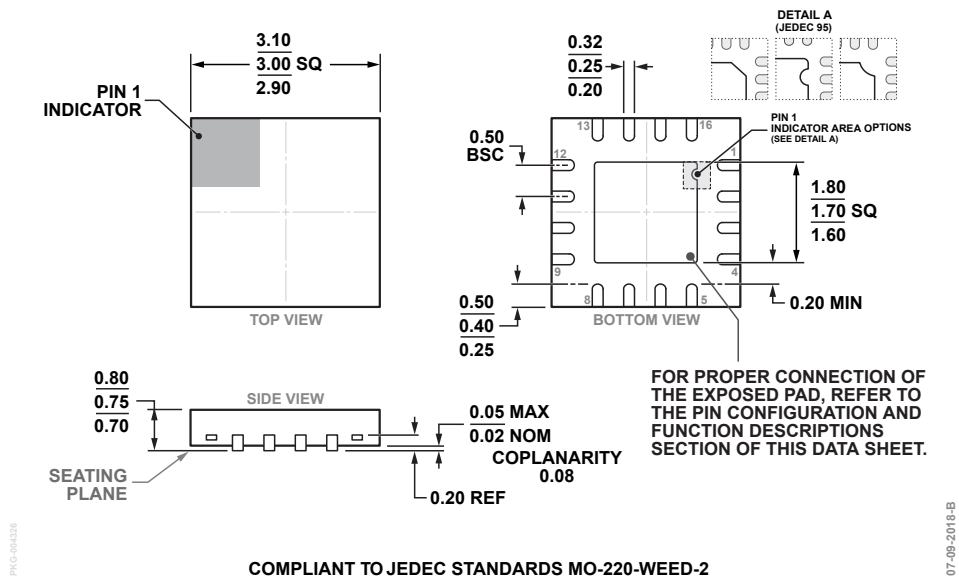 DETAIL A
(JEDEC 95)
3.10
3.00 SQ
2.90
0.32
0.25
0.20
PIN 1
INDICATOR
PIN 1
INDICATOR AREA OPTIONS
(SEE DETAIL A)
0.50
BSC
13
16
12
1
1.80
1.70 SQ
1.60
9
4
8
5
0.50
0.40
0.25
0.20 MIN
TOP VIEW
BOTTOM VIEW
FOR PROPER CONNECTION OF
THE EXPOSED PAD, REFER TO
THE PIN CONFIGURATION AND
FUNCTION DESCRIPTIONS
SECTION OF THIS DATA SHEET.
0.80
0.75
0.70
SIDE VIEW
0.05 MAX
0.02 NOM
COPLANARITY
0.08
SEATING
PLANE
0.20 REF
PKG-004326
07-09-2018-B
COMPLIANT TO JEDEC STANDARDS MO-220-WEED-2